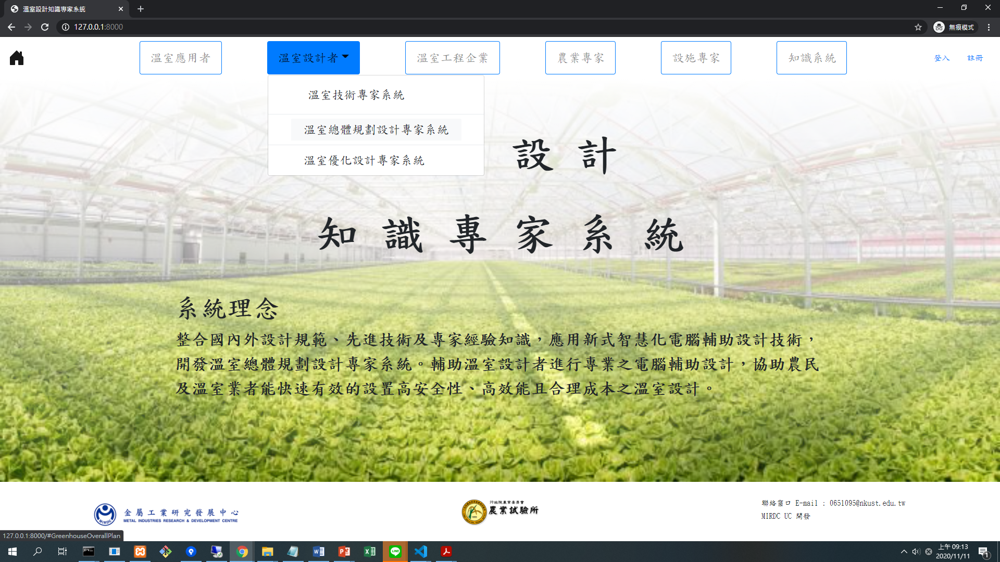 溫室設計知識專家系統
127.0.0.1:8000
無痕模式
溫室應用者
溫室設計者
溫室工程企業
農業專家
設施專家
知識系統
登入
註冊
溫室技術專家系統
溫室總體規劃設計專家系統
溫室優化設計專家系統
設計
知識專家系統
系統理念
整合國內外設計規範、先進技術及專家經驗知識，應用新式智慧化電腦輔助設計技術，
開發溫室總體規劃設計專家系統。輔助溫室設計者進行專業之電腦輔助設計，協助農民
及溫室業者能快速有效的設置高安全性、高效能且合理成本之溫室設計。
MIRDC
金屬工業研究發展中心
METAL INDUSTRIES RESEARCH & DEVELOPMENT CENTRE
行政院農業委員會
農業試驗所
聯絡窗口 E-mail : 0651095@nkust.edu.tw
MIRDC UC 開發
127.0.0.1:8000/#GreenhouseOverallPlan
LINE
上午 09:13
2020/11/11
1